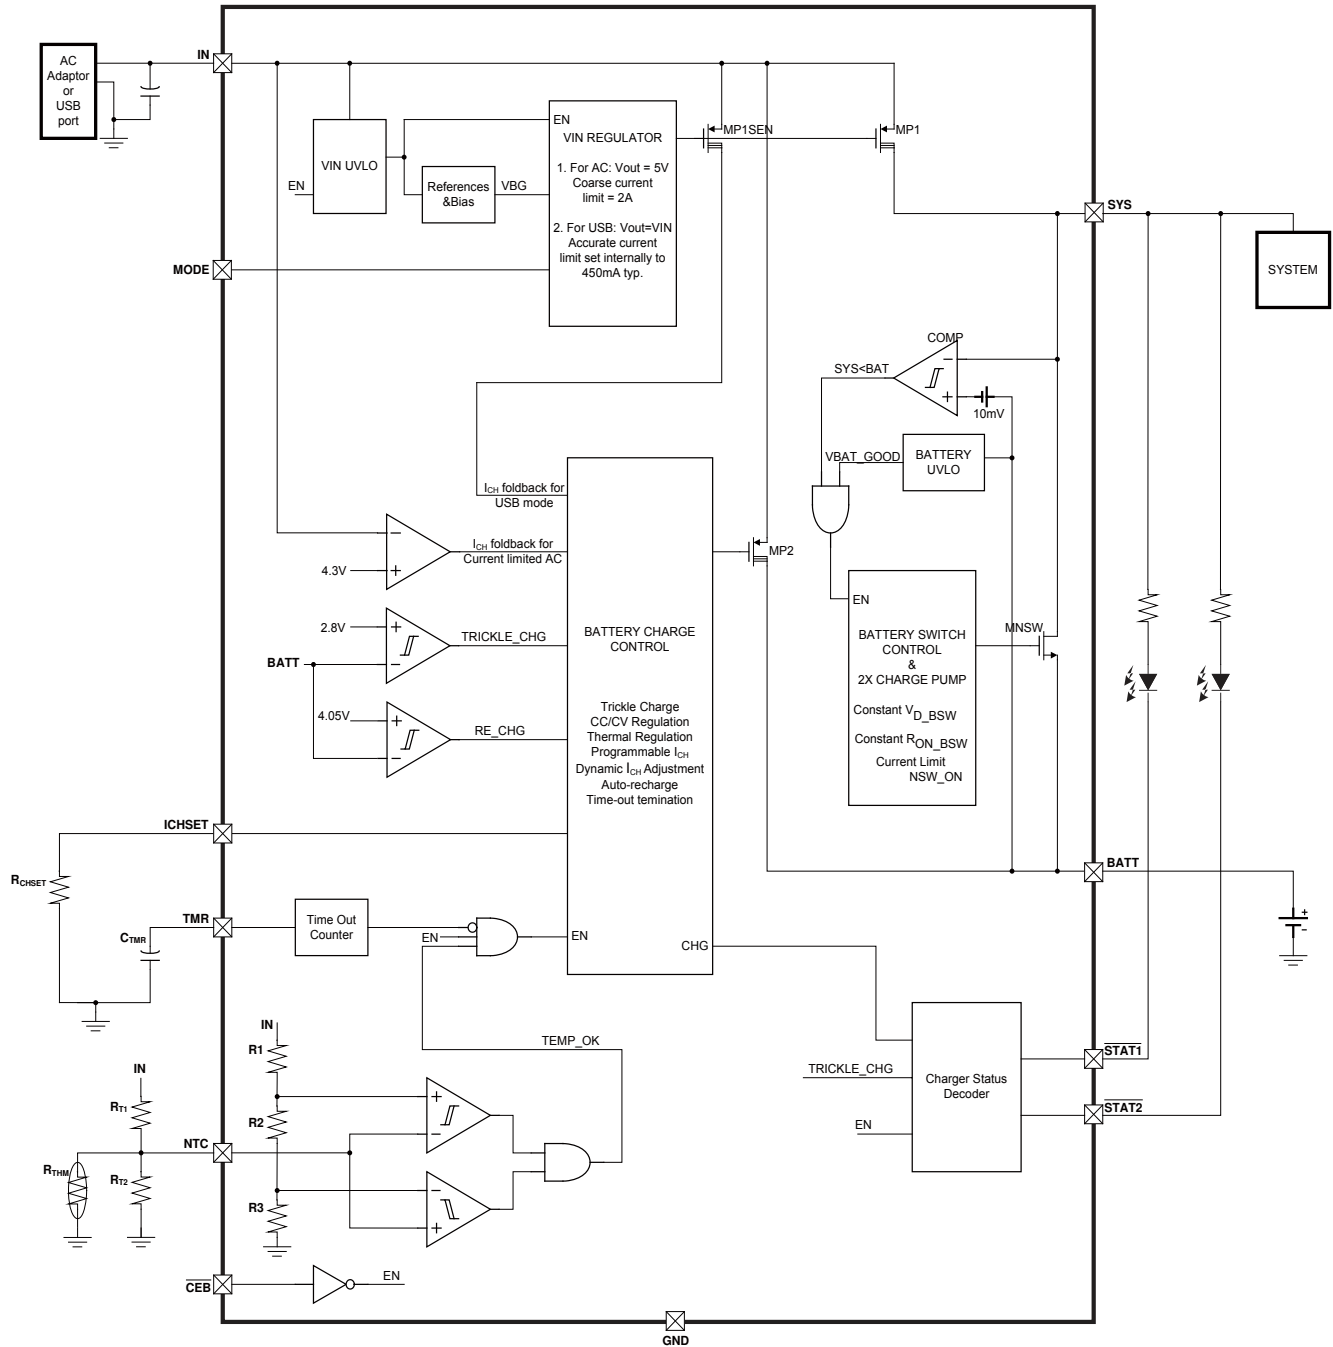 IN
AC
Adaptor
or
USB
port
EN
VIN REGULATOR
1. For AC: Vout = 5V
Coarse current
limit = 2A
2. For USB: Vout=VIN
Accurate current
limit set internally to
450mA typ.
MP1SEN
MP1
VIN UVLO
EN
References
&Bias
VBG
SYS
MODE
SYSTEM
COMP
SYS<BAT
−
+
10mV
VBAT_GOOD
BATTERY
UVLO
ICH foldback for
USB mode
−
+
4.3V
ICH foldback for
Current limited AC
MP2
2.8V
+
−
TRICKLE_CHG
BATT
4.05V
+
−
RE_CHG
BATTERY CHARGE
CONTROL
Trickle Charge
CC/CV Regulation
Thermal Regulation
Programmable ICH
Dynamic ICH Adjustment
Auto-recharge
Time-out temination
EN
BATTERY SWITCH
CONTROL
&
2X CHARGE PUMP
Constant VD_BSW
Constant RON_BSW
Current Limit
NSW_ON
MNSW
ICHSET
RCHSET
BATT
+
-
TMR
CTMR
Time Out
Counter
EN
EN
CHG
IN
R1
TEMP_OK
TRICKLE_CHG
EN
Charger Status
Decoder
STAT1
STAT2
IN
RT1
R2
NTC
RTHM
RT2
R3
+
−
−
+
CEB
EN
GND